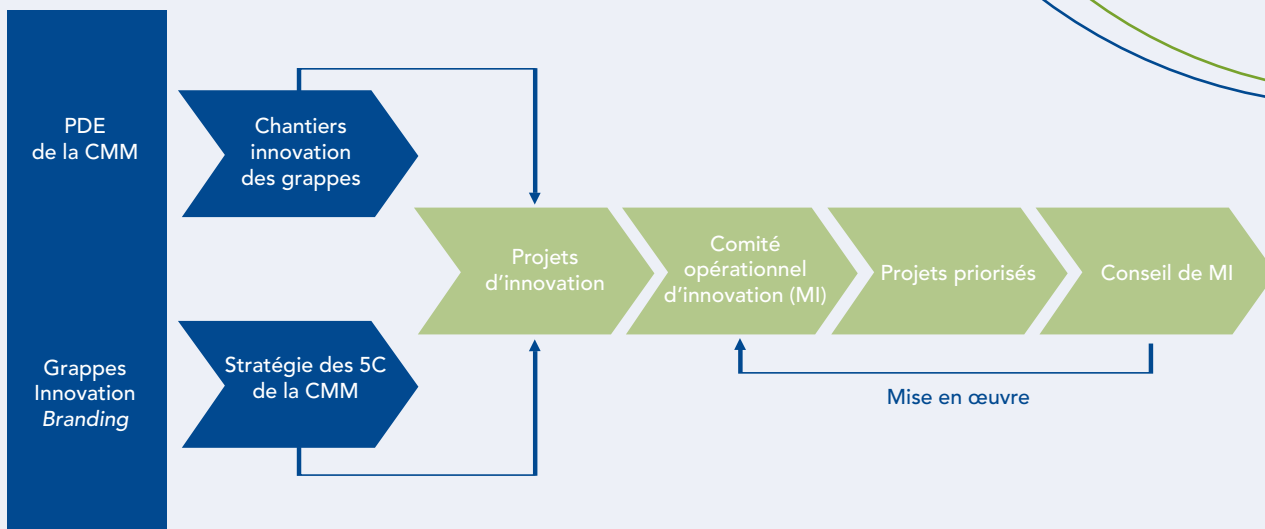 PDE
de la CMM
Grappes
Innovation
Branding
Chantiers
innovation
des grappes
Stratégie des 5C
de la CMM
Projets
d’innovation
Comité
opérationnel
d’innovation (MI)
Projets priorisés
Conseil de MI
Mise en œuvre